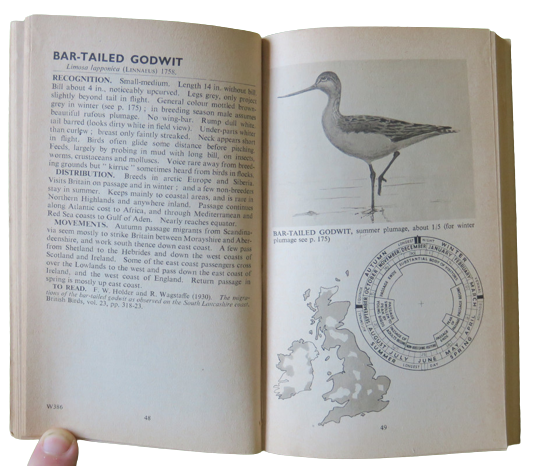 BAR-TAILED GODWIT
Limosa lapponica (LINNAEUS) 1758.
RECOGNITION. Small-medium. Length 14 in. without bill
Bill about 4 in., noticeably upcurved. Legs grey, only project
slightly beyond tail in flight. General colour mottled brown-
grey in winter (see p. 175) ; in breeding season male assumes
beautiful rufous plumage. No wing-bar. Rump dull white,
tail barred (looks dirty white in field view). Under-parts whiter
than curlew ; breast only faintly streaked. Neck appears short
in flight. Birds often glide some distance before pitching.
Feeds largely by probing in mud with long bill, on insects,
worms, crustaceans and molluscs. Voice rare away from breed-
ing grounds but " kirruc " sometimes heard from birds in flocks.
DISTRIBUTION. Breeds in arctic Europe and Siberia.
Visits Britain on passage and in winter ; and a few non-breeders
stay in summer. Keeps mainly to coastal areas, and is rare in
Northern Highlands and anywhere inland. Passage continues
along Atlantic coast to Africa, and through Mediterranean and
Red Sea coasts to Gulf of Aden. Nearly reaches equator.
MOVEMENTS. Autumn passage migrants from Scandina-
via seem mostly to strike Britain between Morayshire and Aber-
deenshire, and work south thence down east coast. A few pass
from Shetland to the Hebrides and down the west coasts of
Scotland and Ireland. Some of the east coast passengers cross
over the Lowlands to the west and pass down the east coast of
Ireland, and the west coast of England. Return passage in
spring is mostly up east coast.
TO READ. F. W. Holder and R. Wagstaffe (1930). The migra-
tions of the bar-tailed godwit as observed on the South Lancashire coast,
British Birds, vol. 23, pp. 318-23.
W386
48
BAR-TAILED GODWIT, summer plumage, about 1/3 (for winter
plumage see p. 175)
AUTUMN
WINTER
SPRING
SUMMER
NOVEMBER
DECEMBER
JANUARY
FEBRUARY
MARCH
APRIL
MAY
JUNE
JULY
AUGUST
SEPTEMBER
OCTOBER
LONGEST DAY
49